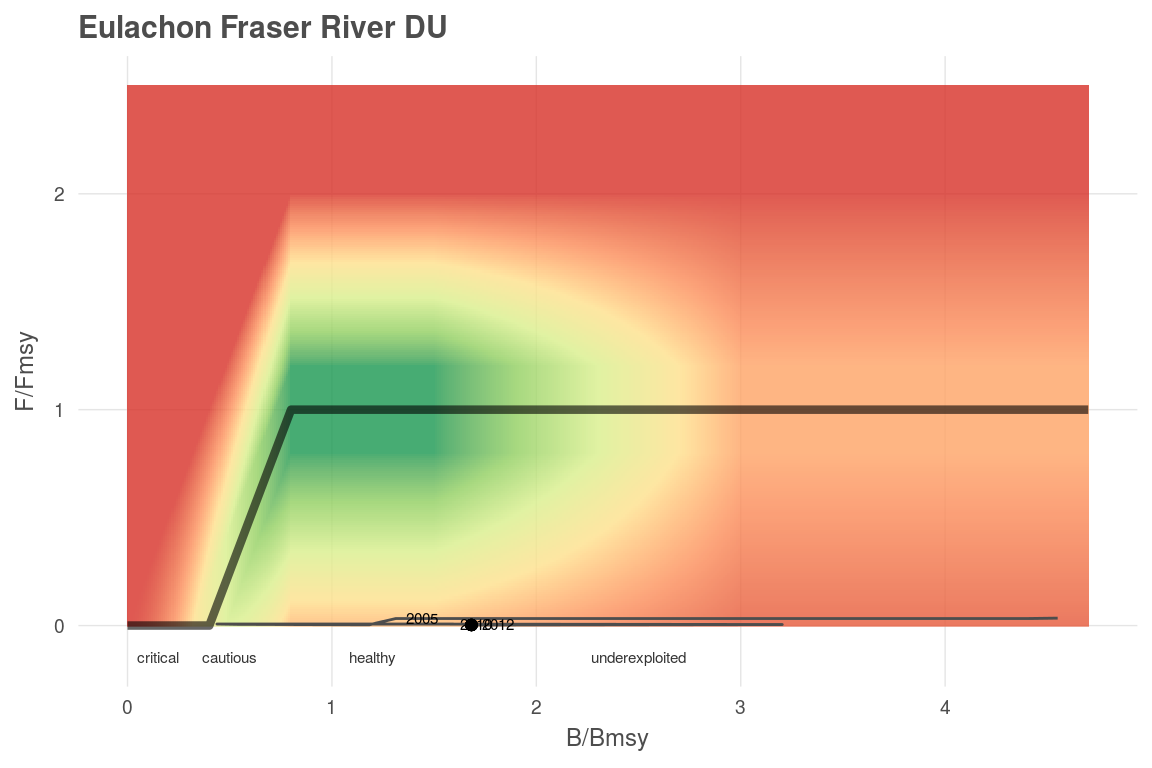 Eulachon Fraser River DU
F/Fmsy
2
1
0
2005
2012
critical
cautious
healthy
underexploited
0
1
2
3
4
B/Bmsy